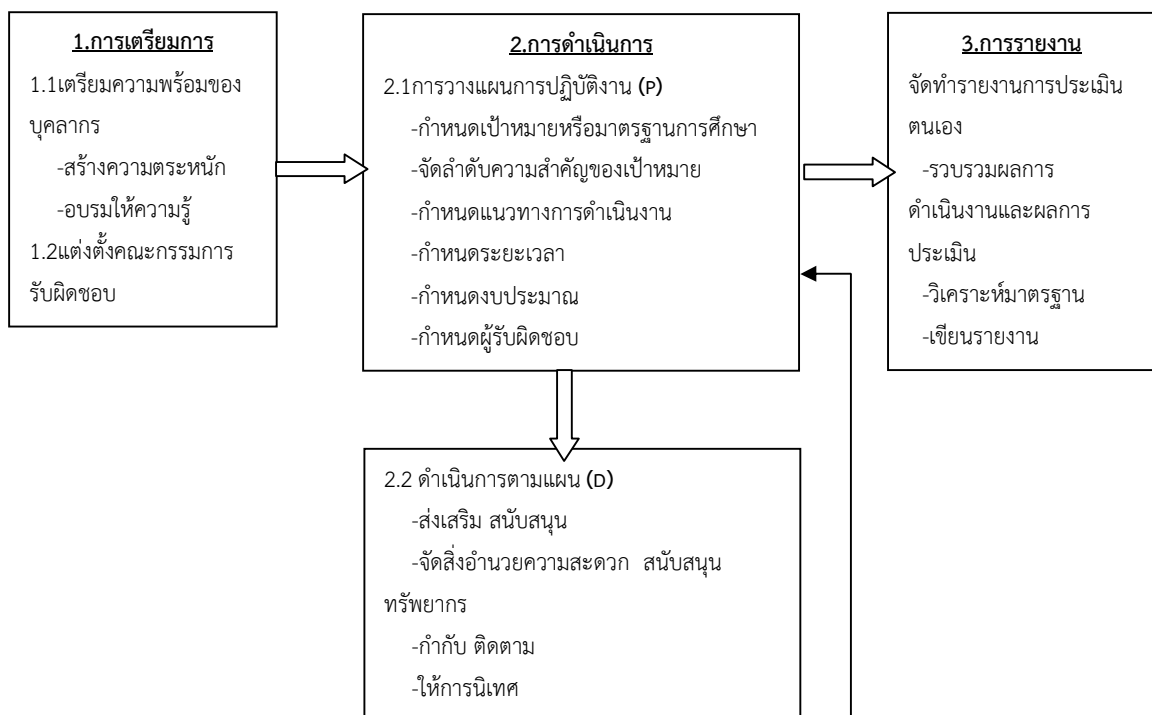 1.การเตรียมการ
1.1เตรียมความพร้อมของ
บุคลากร
-สร้างความตระหนัก
-อบรมให้ความรู้
1.2แต่งตั้งคณะกรรมการ
รับผิดชอบ
2.การดำเนินการ
2.1การวางแผนการปฏิบัติงาน (P)
-กำหนดเป้าหมายหรือมาตรฐานการศึกษา
-จัดลำดับความสำคัญของเป้าหมาย
-กำหนดแนวทางการดำเนินงาน
-กำหนดระยะเวลา
-กำหนดงบประมาณ
-กำหนดผู้รับผิดชอบ
3.การรายงาน
จัดทำรายงานการประเมิน
ตนเอง
-รวบรวมผลการ
ดำเนินงานและผลการ
ประเมิน
-วิเคราะห์มาตรฐาน
-เขียนรายงาน
2.2 ดำเนินการตามแผน (D)
-ส่งเสริม สนับสนุน
-จัดสิ่งอำนวยความสะดวก สนับสนุน
ทรัพยากร
-กำกับ ติดตาม
-ให้การนิเทศ